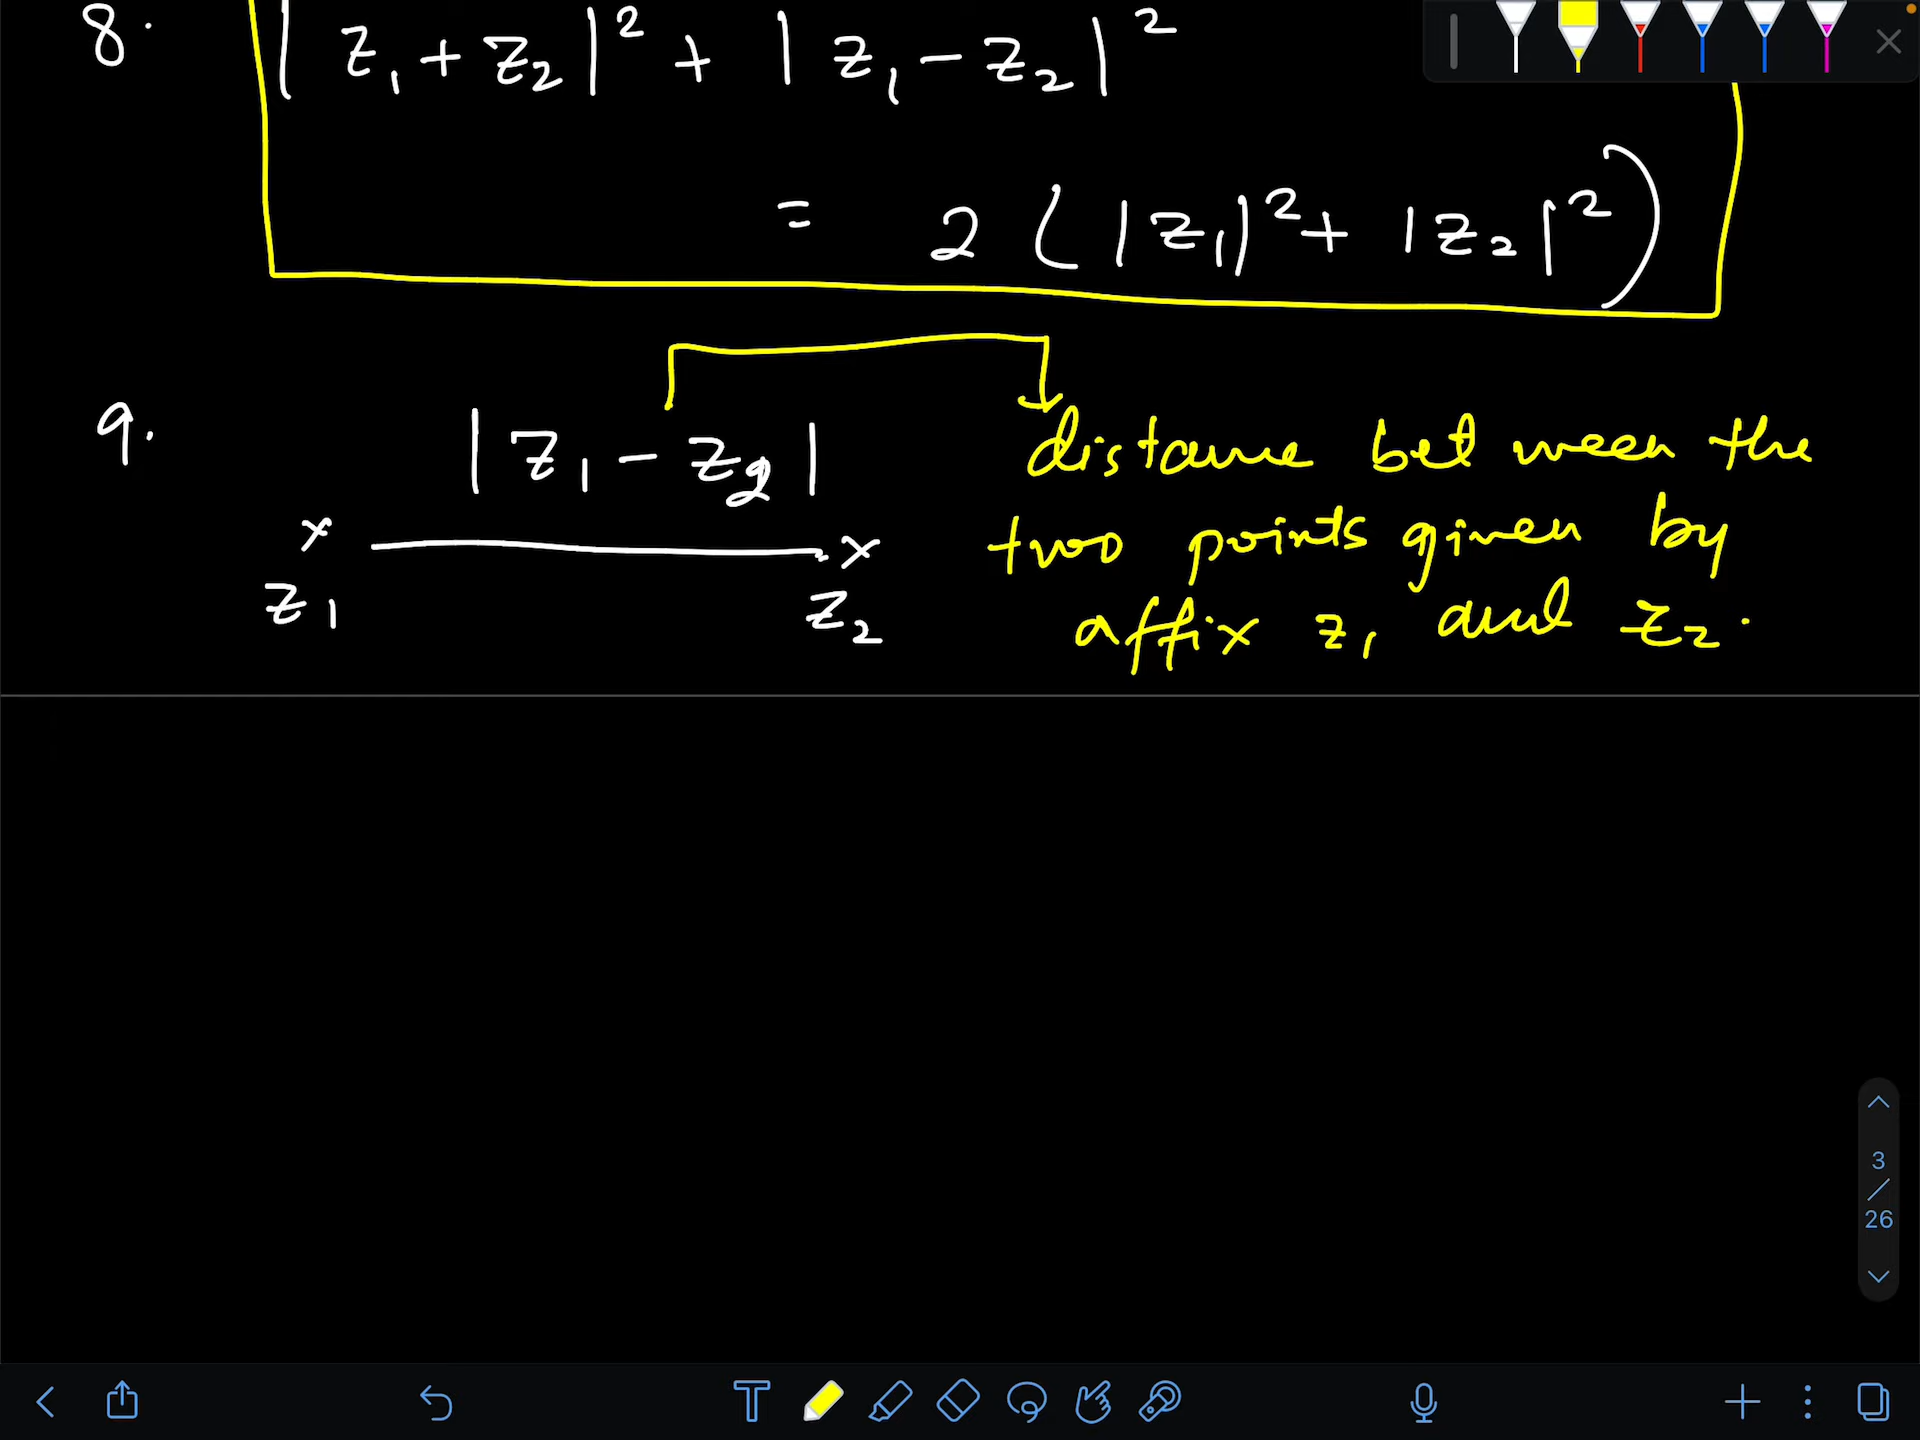 8. |z₁ + z₂|² + |z₁ - z₂|²
= 2 (|z₁|² + |z₂|²)
9. |z₁ - z₂| distance between the
two points given by
z₁ z₂ affix z₁ and z₂.
3
/
26
T